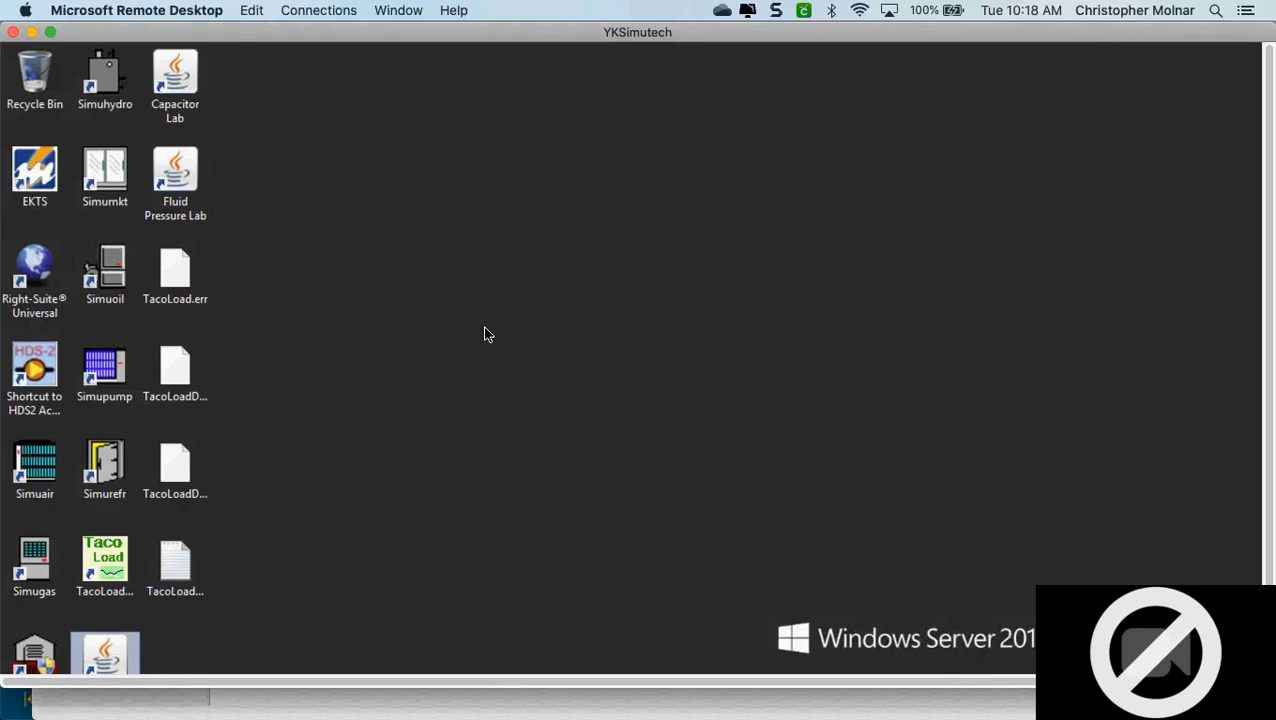 Microsoft Remote Desktop Edit Connections Window Help 100% Tue 10:18 AM Christopher Molnar
YKSimutech
Recycle Bin
Simuhydro
Capacitor
Lab
EKTS
Simumkt
Fluid
Pressure Lab
Right-Suite®
Universal
Simuoil
TacoLoad.err
HDS-2
Shortcut to
HDS2 Ac...
Simupump
TacoLoadD...
Simuair
Simurefr
TacoLoadD...
Simugas
Taco
Load
TacoLoad...
TacoLoad...
Windows Server 201